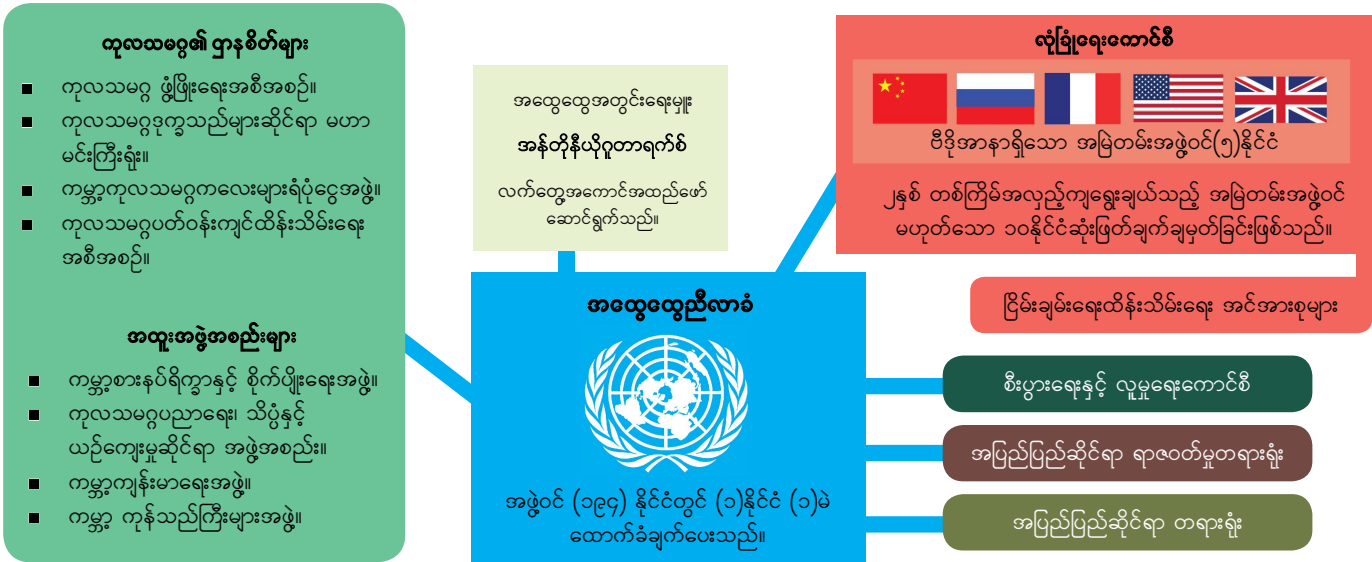 ကုလသမဂ္ဂ၏ ဌာနစိတ်များ
ကုလသမဂ္ဂ ဖွံ့ဖြိုးရေးအစီအစဉ်။
ကုလသမဂ္ဂဒုက္ခသည်များဆိုင်ရာ မဟာ
မင်းကြီးရုံး။
ကမ္ဘာ့ကုလသမဂ္ဂကလေးများရံပုံငွေအဖွဲ့။
ကုလသမဂ္ဂပတ်ဝန်းကျင်ထိန်းသိမ်းရေး
အစီအစဉ်။
အထူးအဖွဲ့အစည်းများ
ကမ္ဘာ့စားနပ်ရိက္ခာနှင့် စိုက်ပျိုးရေးအဖွဲ့။
ကုလသမဂ္ဂပညာရေး၊ သိပ္ပံနှင့်
ယဉ်ကျေးမှုဆိုင်ရာ အဖွဲ့အစည်း။
ကမ္ဘာ့ကျန်းမာရေးအဖွဲ့။
ကမ္ဘာ့ ကုန်သည်ကြီးများအဖွဲ့။
အထွေထွေအတွင်းရေးမှူး
အန်တိုနီယိုဂူတာရက်စ်
လက်တွေ့အကောင်အထည်ဖော်
ဆောင်ရွက်သည်။
အထွေထွေညီလာခံ
အဖွဲ့ဝင် (၁၉၄) နိုင်ငံတွင် (၁)နိုင်ငံ (၁)မဲ
ထောက်ခံချက်ပေးသည်။
လုံခြုံရေးကောင်စီ
ဗီဒိုအာနာရှိသော အမြဲတမ်းအဖွဲ့ဝင်(၅)နိုင်ငံ
၂နှစ် တစ်ကြိမ်အလှည့်ကျရွေးချယ်သည့် အမြဲတမ်းအဖွဲ့ဝင်
မဟုတ်သော ၁၀နိုင်ငံဆုံးဖြတ်ချက်ချမှတ်ခြင်းဖြစ်သည်။
ငြိမ်းချမ်းရေးထိန်းသိမ်းရေး အင်အားစုများ
စီးပွားရေးနှင့် လူမှုရေးကောင်စီ
အပြည်ပြည်ဆိုင်ရာ ရာဇဝတ်မှုတရားရုံး
အပြည်ပြည်ဆိုင်ရာ တရားရုံး